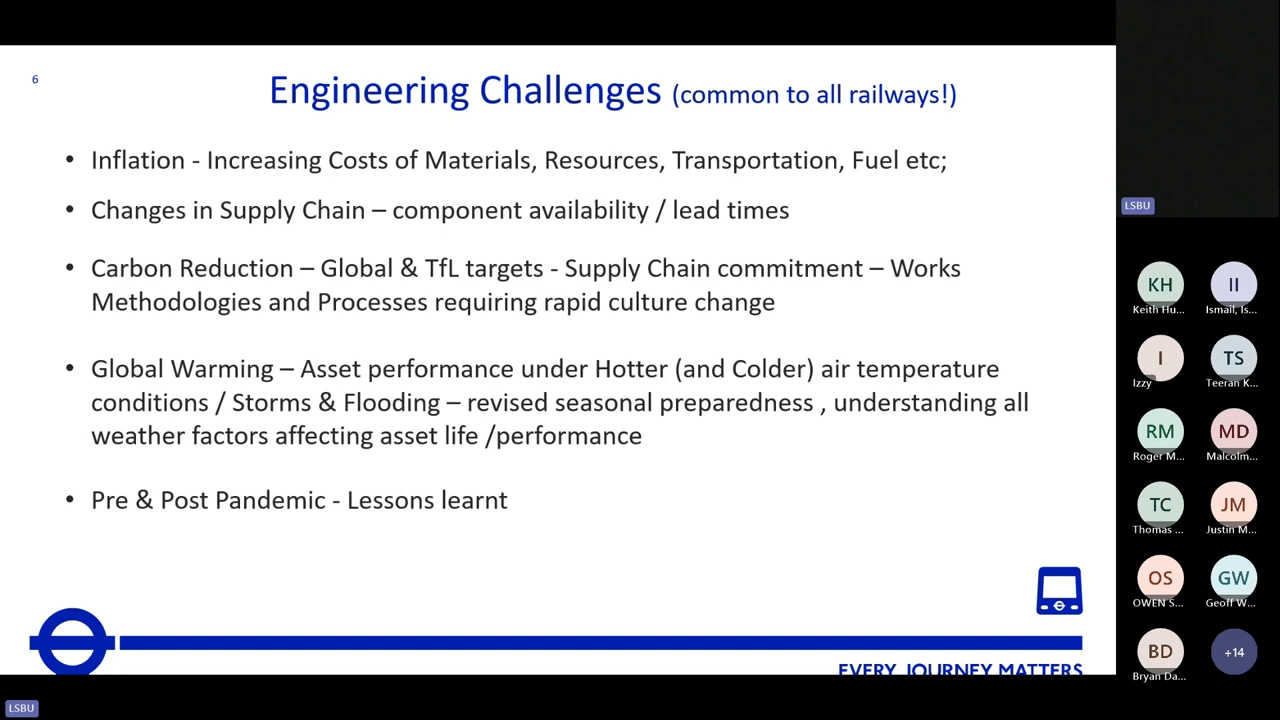 6
Engineering Challenges (common to all railways!)
• Inflation - Increasing Costs of Materials, Resources, Transportation, Fuel etc;
• Changes in Supply Chain – component availability / lead times
• Carbon Reduction – Global & TfL targets - Supply Chain commitment – Works
Methodologies and Processes requiring rapid culture change
• Global Warming – Asset performance under Hotter (and Colder) air temperature
conditions / Storms & Flooding – revised seasonal preparedness , understanding all
weather factors affecting asset life /performance
• Pre & Post Pandemic - Lessons learnt
EVERY JOURNEY MATTERS
LSBU
LSBU
KH
Keith Hu...
II
Ismail, Is...
I
Izzy
TS
Teeran K...
RM
Roger M...
MD
Malcolm...
TC
Thomas ...
JM
Justin M...
OS
OWEN S...
GW
Geoff W...
BD
Bryan Da...
+14